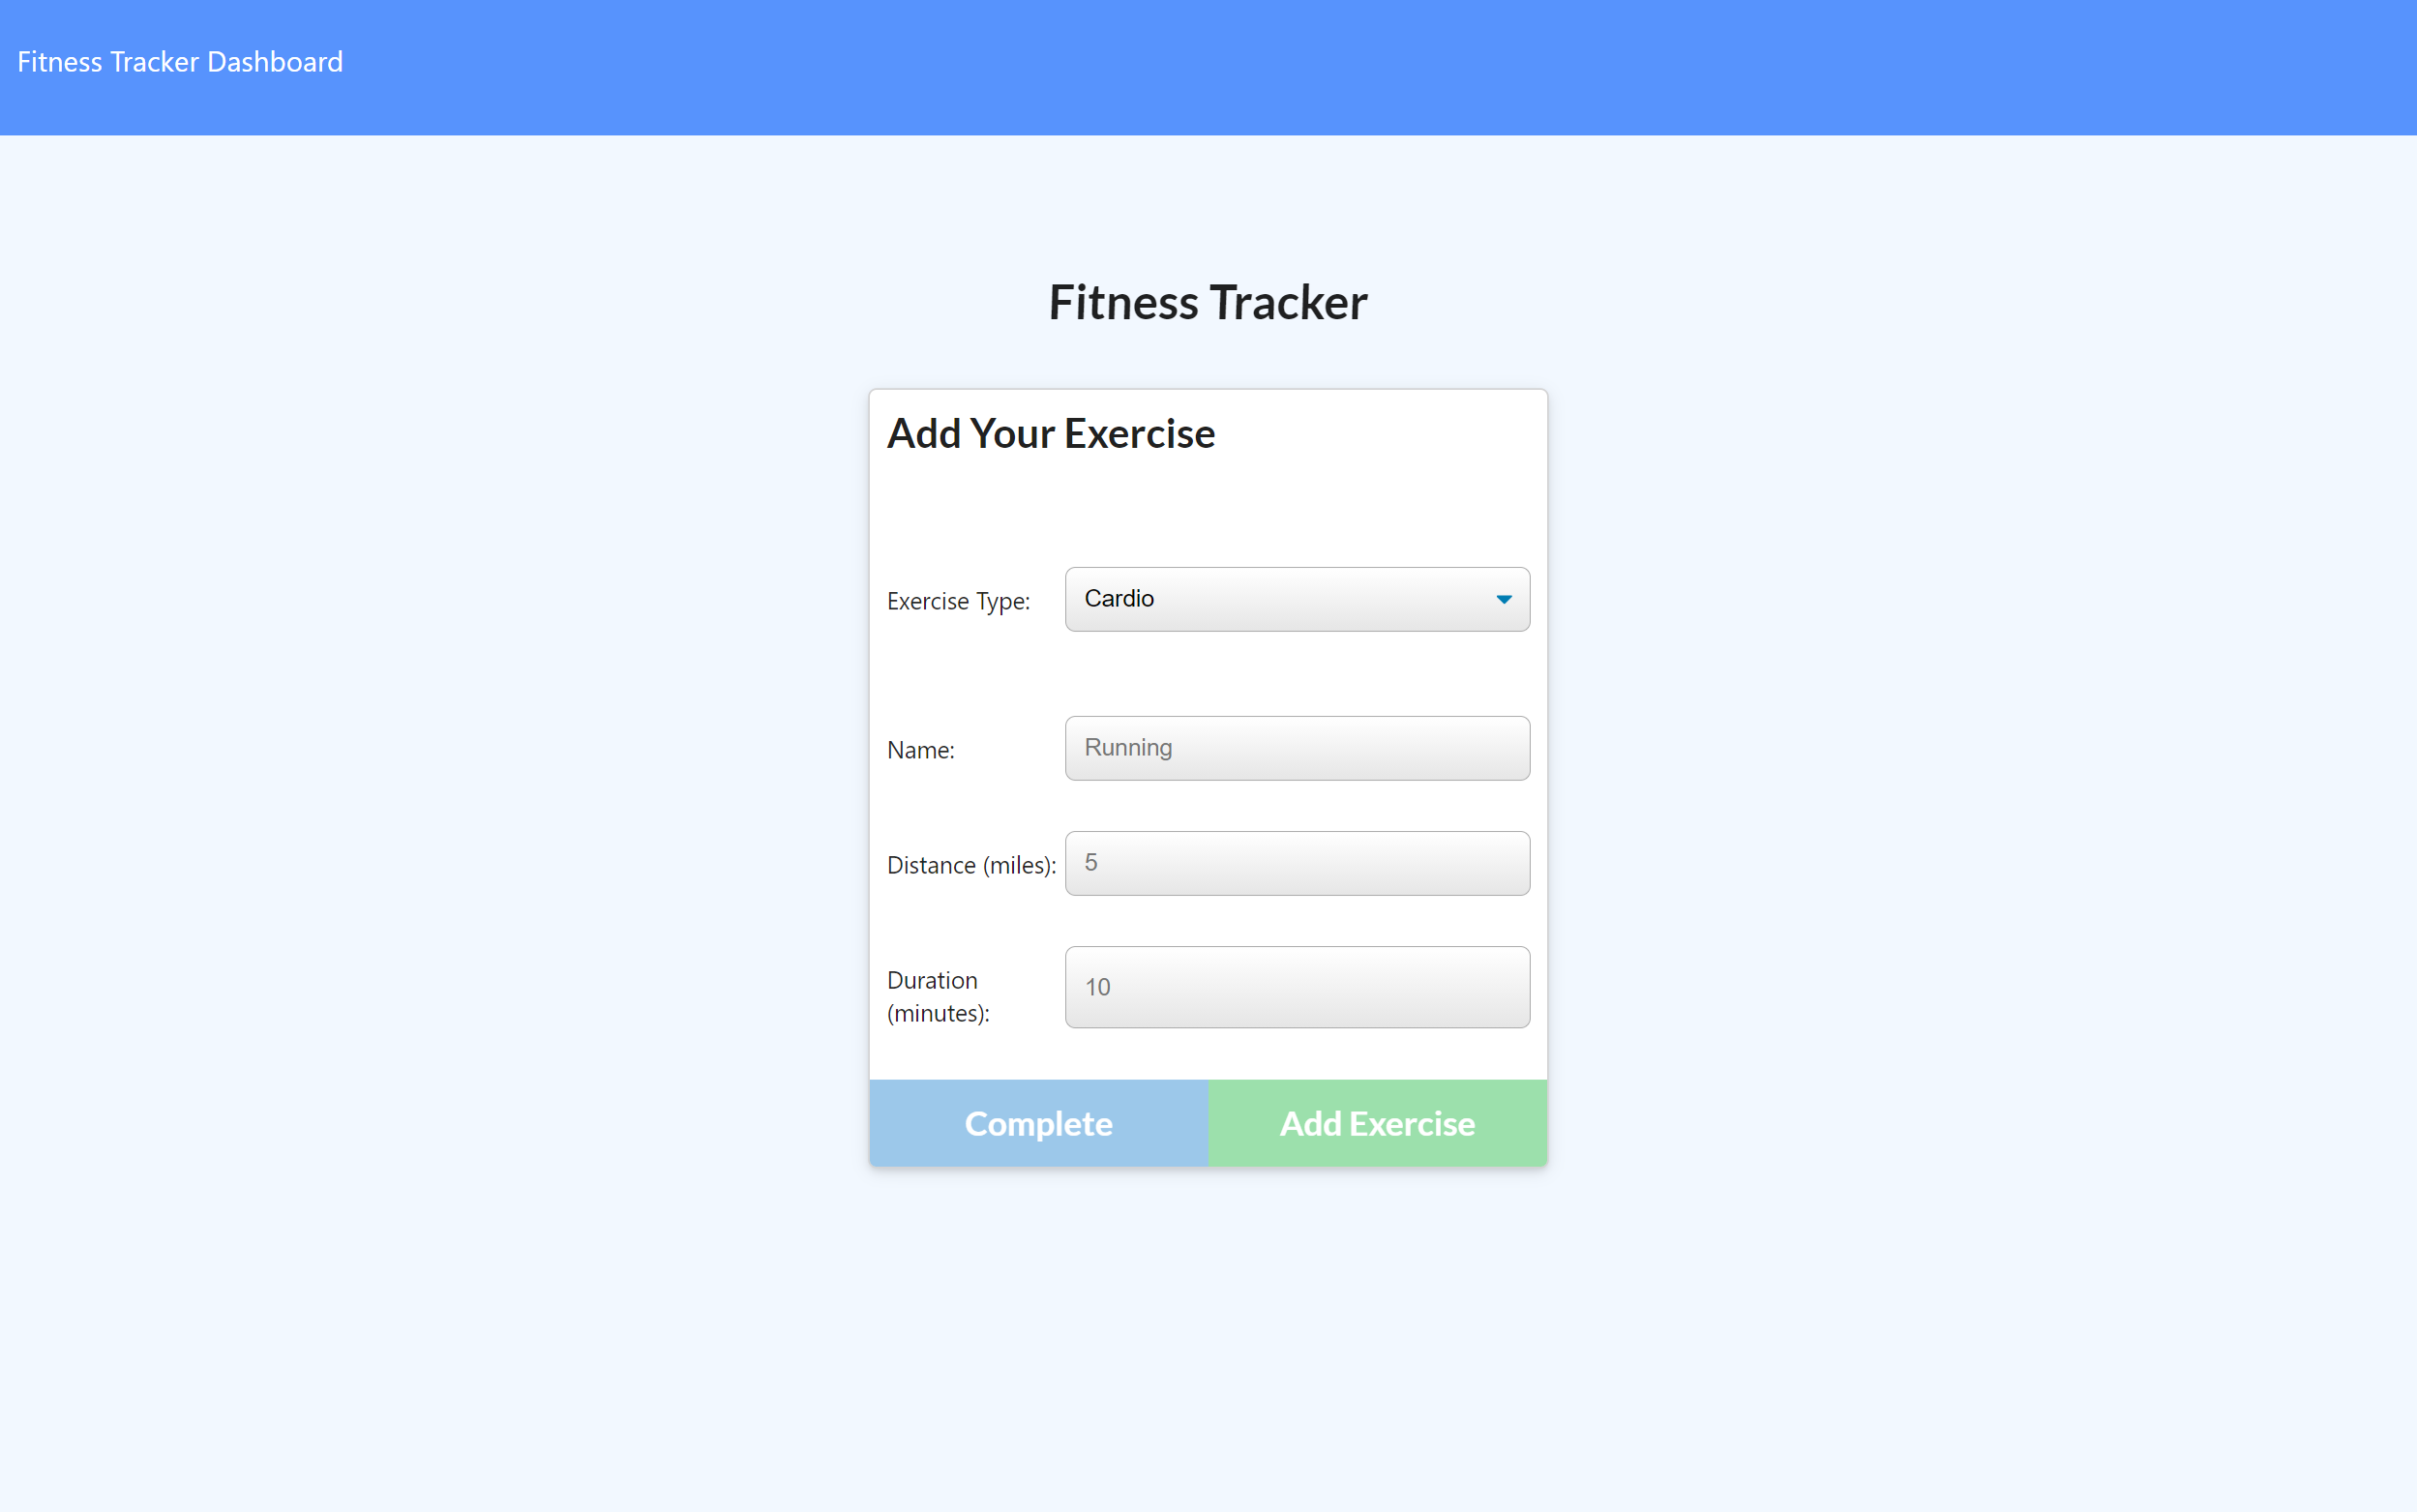 Fitness Tracker Dashboard
Fitness Tracker
Add Your Exercise
Exercise Type: Cardio
Name: Running
Distance (miles): 5
Duration (minutes): 10
Complete Add Exercise